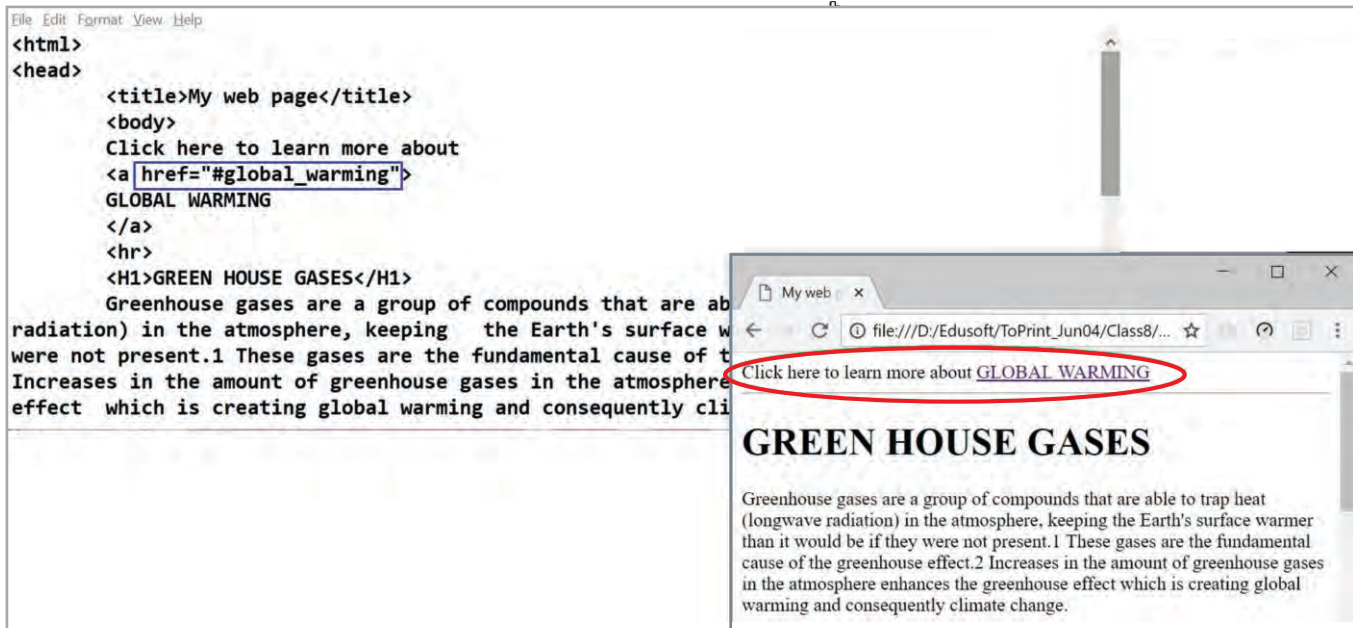 File Edit Format View Help
<html>
<head>
<title>My web page</title>
<body>
Click here to learn more about
<a href="#global_warming">
GLOBAL WARMING
</a>
<hr>
<H1>GREEN HOUSE GASES</H1>
Greenhouse gases are a group of compounds that are ab
radiation) in the atmosphere, keeping the Earth's surface w
were not present.1 These gases are the fundamental cause of t
Increases in the amount of greenhouse gases in the atmosphere
effect which is creating global warming and consequently cli
My web
file:///D:/Edusoft/ToPrint_Jun04/Class8/...
Click here to learn more about GLOBAL WARMING
GREEN HOUSE GASES
Greenhouse gases are a group of compounds that are able to trap heat
(longwave radiation) in the atmosphere, keeping the Earth's surface warmer
than it would be if they were not present.1 These gases are the fundamental
cause of the greenhouse effect.2 Increases in the amount of greenhouse gases
in the atmosphere enhances the greenhouse effect which is creating global
warming and consequently climate change.